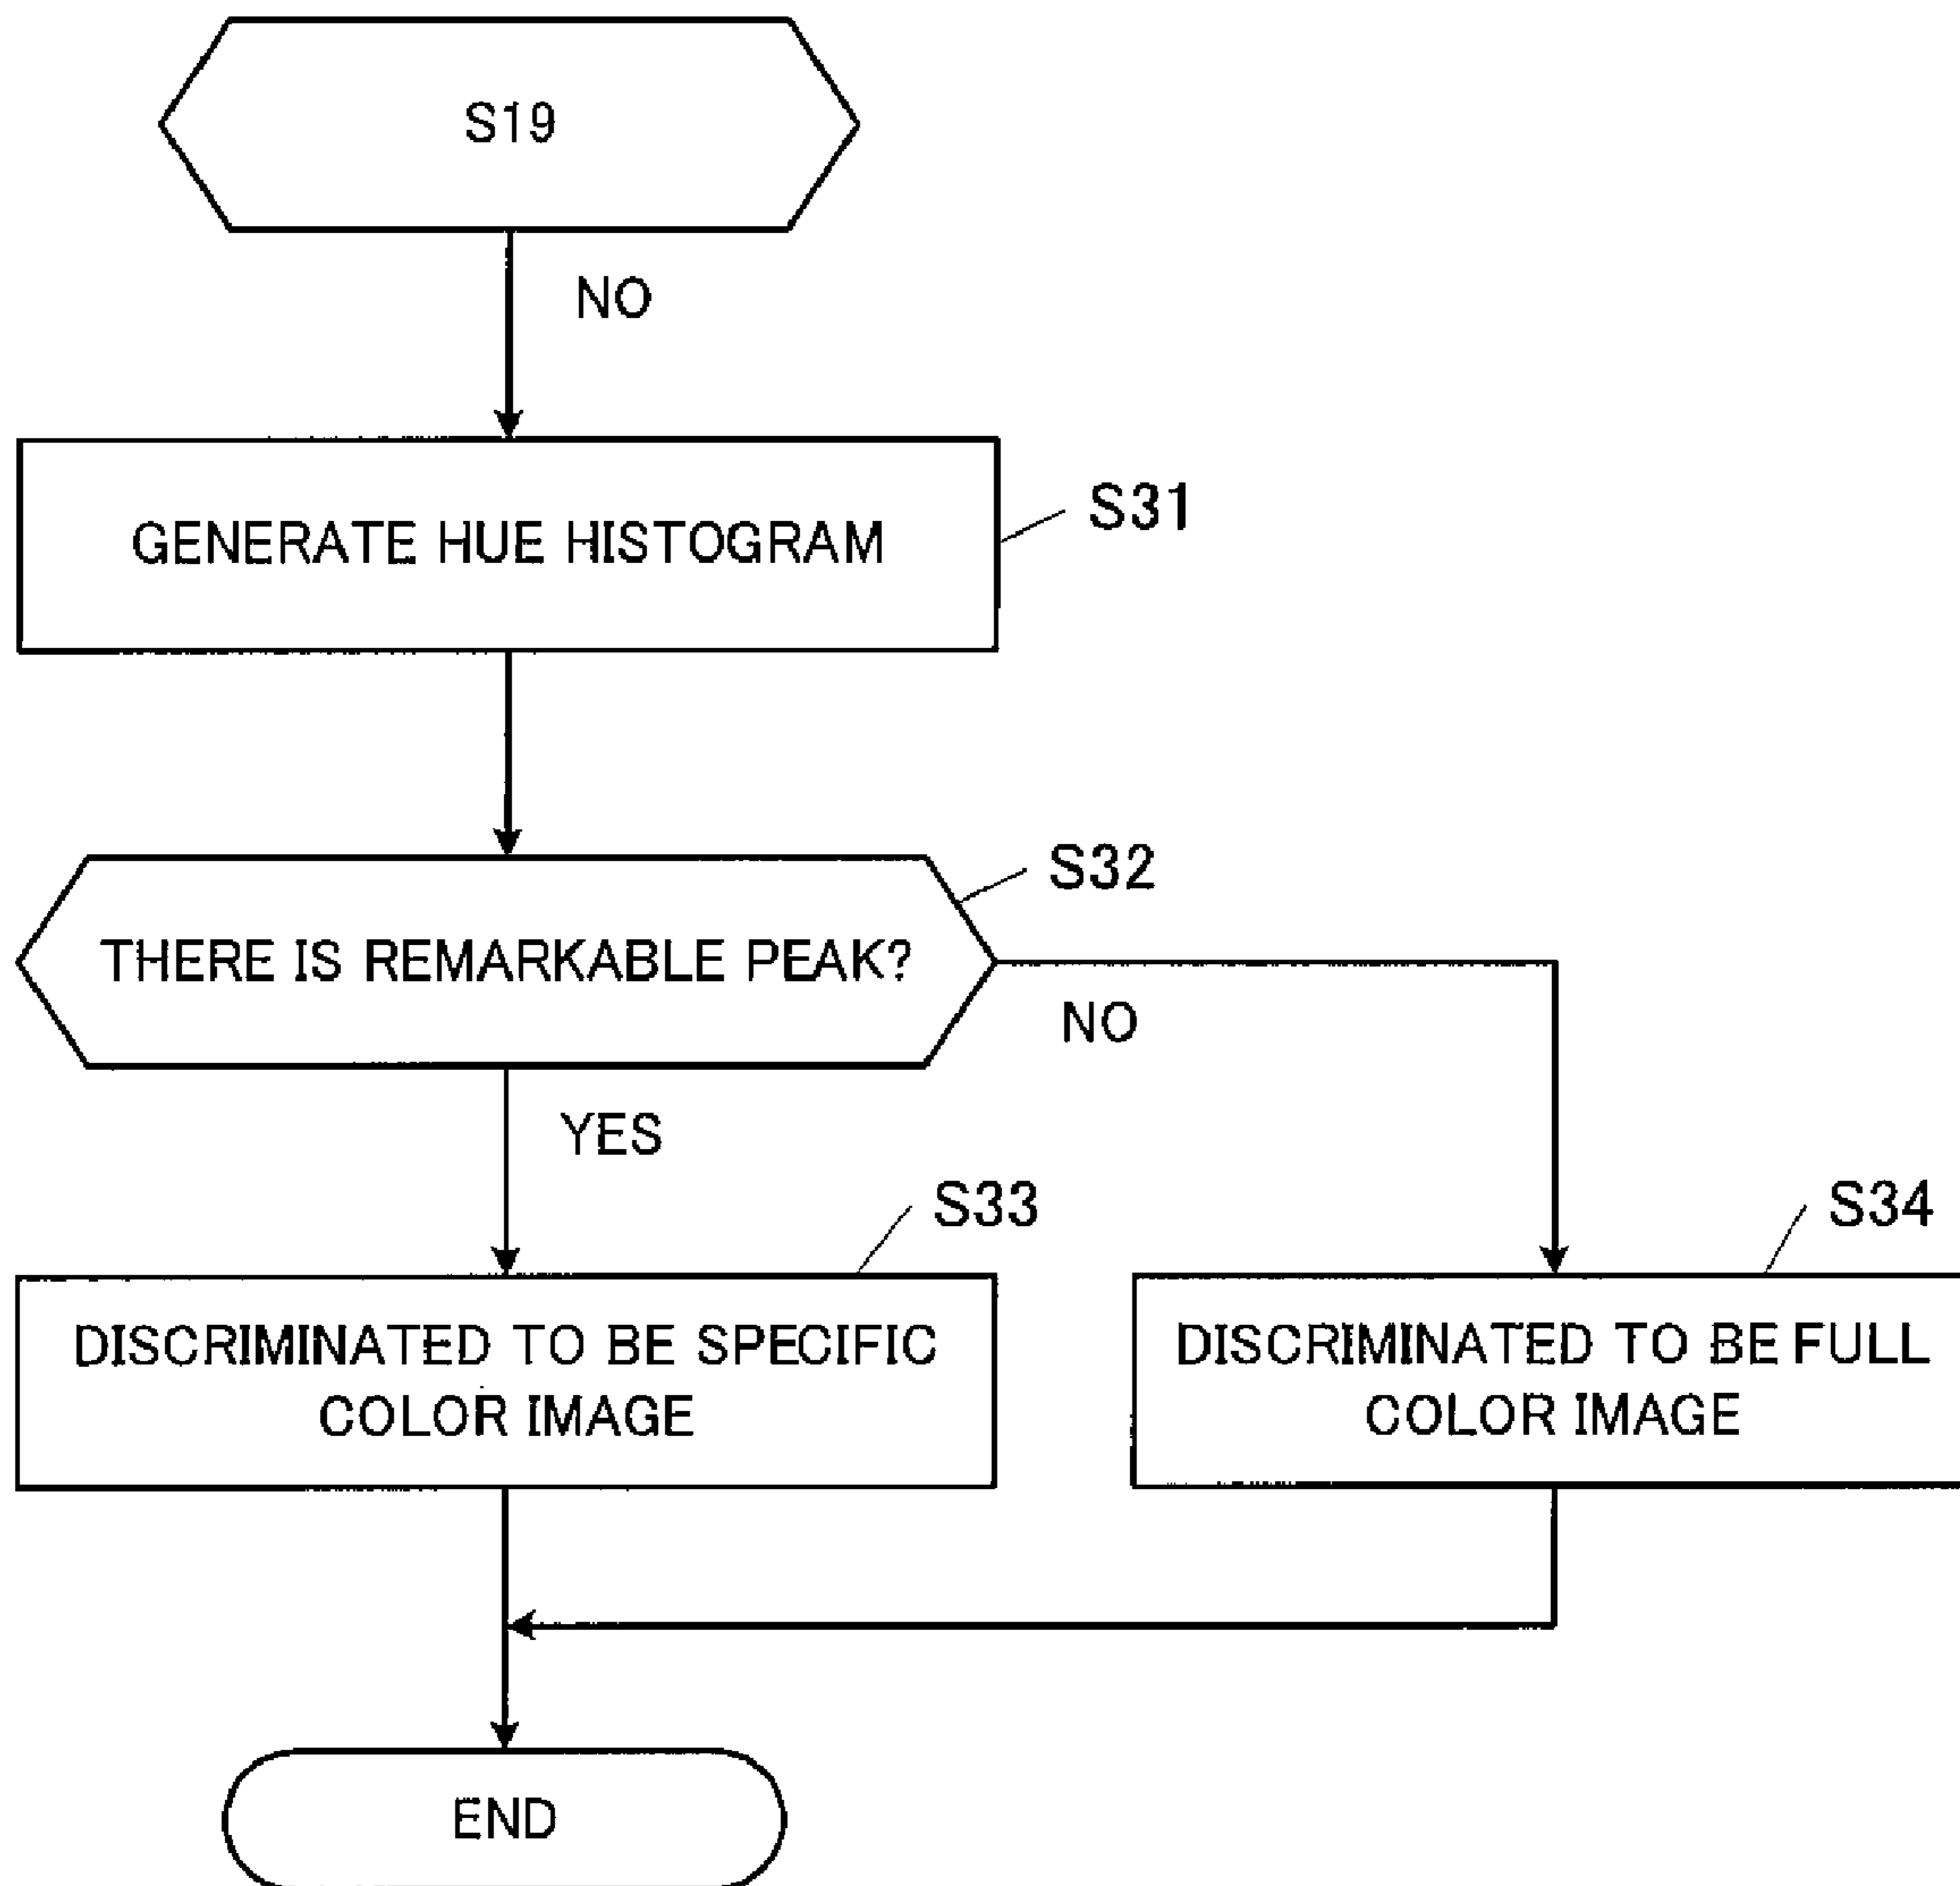 S19
NO
GENERATE HUE HISTOGRAM
S31
THERE IS REMARKABLE PEAK?
S32
NO
YES
S33
S34
DISCRIMINATED TO BE SPECIFIC
COLOR IMAGE
DISCRIMINATED TO BE FULL
COLOR IMAGE
END